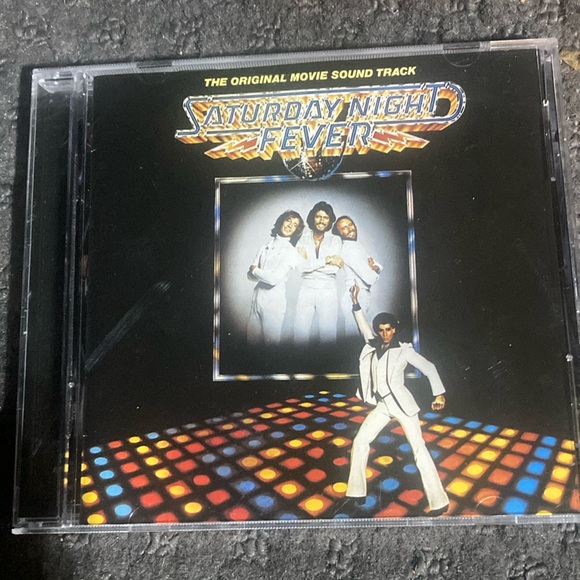 THE ORIGINAL MOVIE SOUND TRACK
SATURDAY NIGHT
FEVER